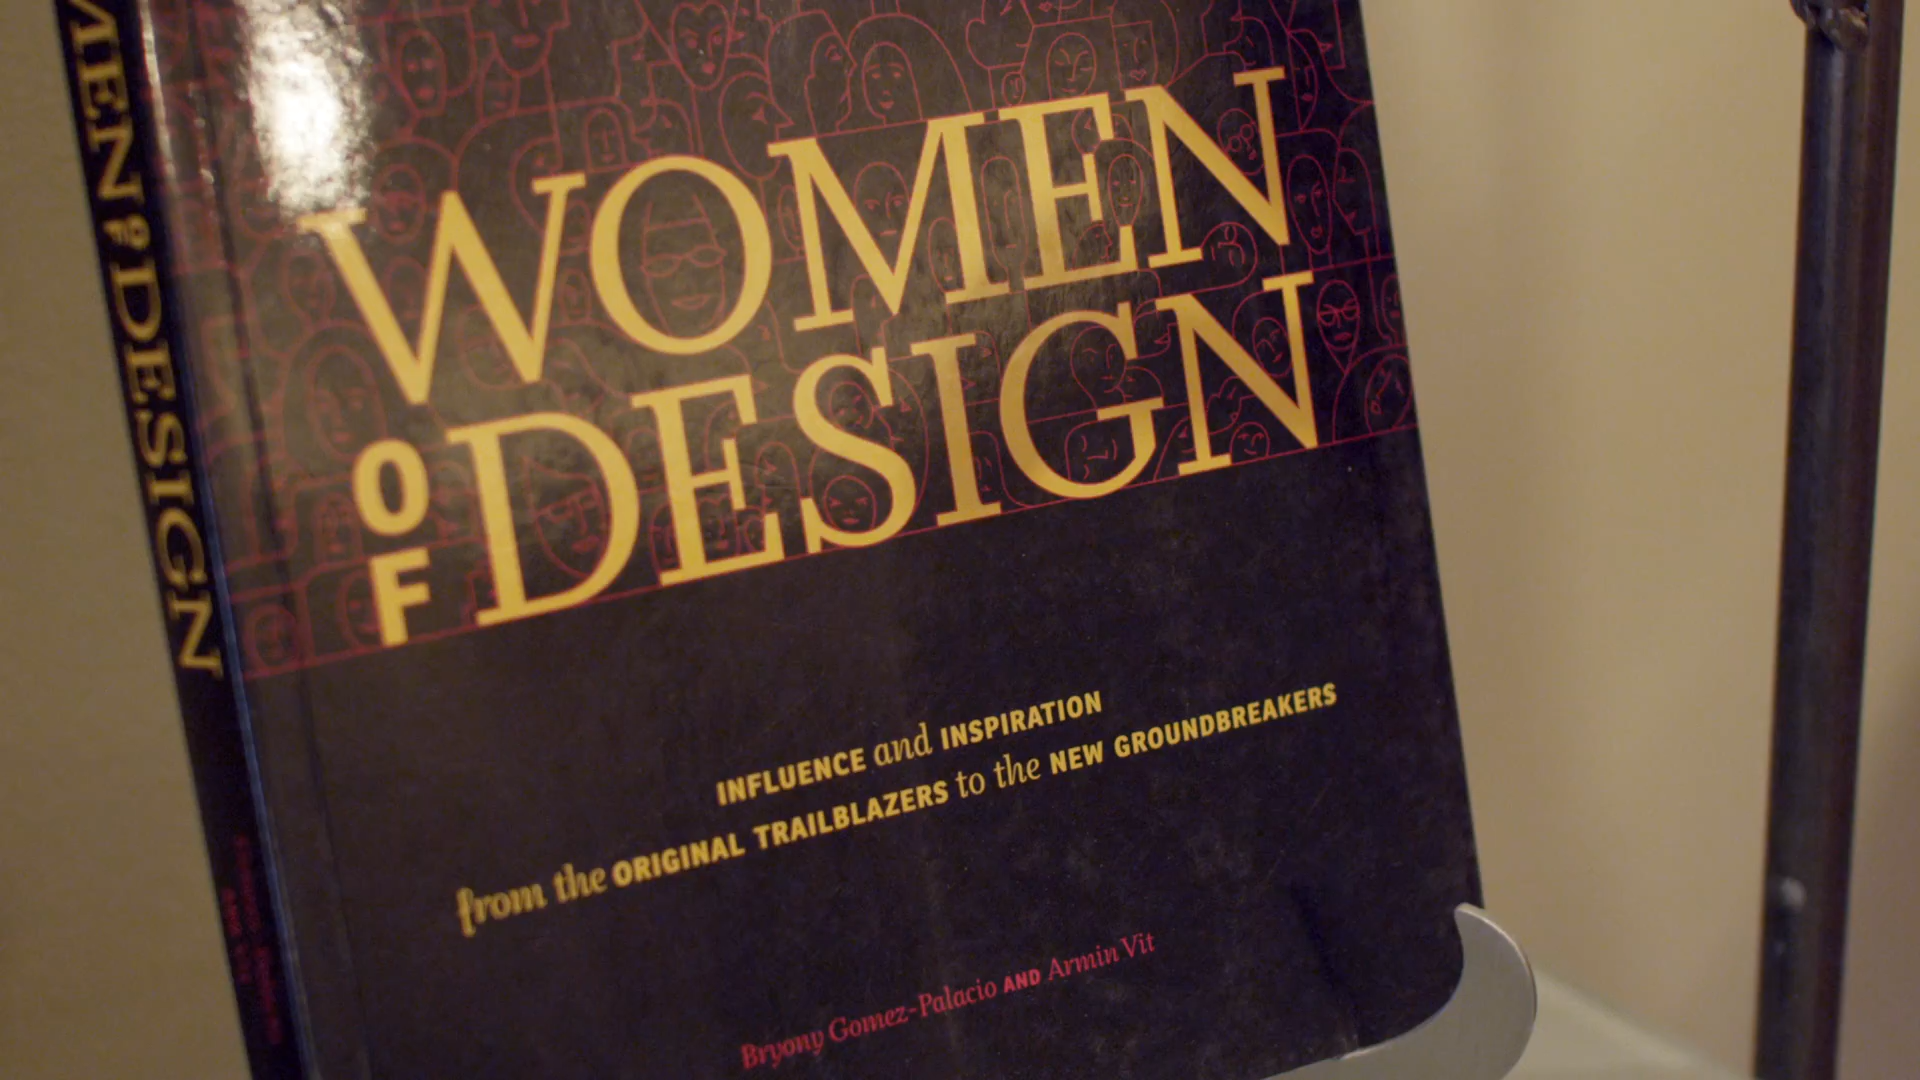 WOMEN
OF DESIGN
INFLUENCE and INSPIRATION
from the ORIGINAL TRAILBLAZERS to the NEW GROUNDBREAKERS
Bryony Gomez-Palacio AND Armin Vit
MEN OF DESIGN